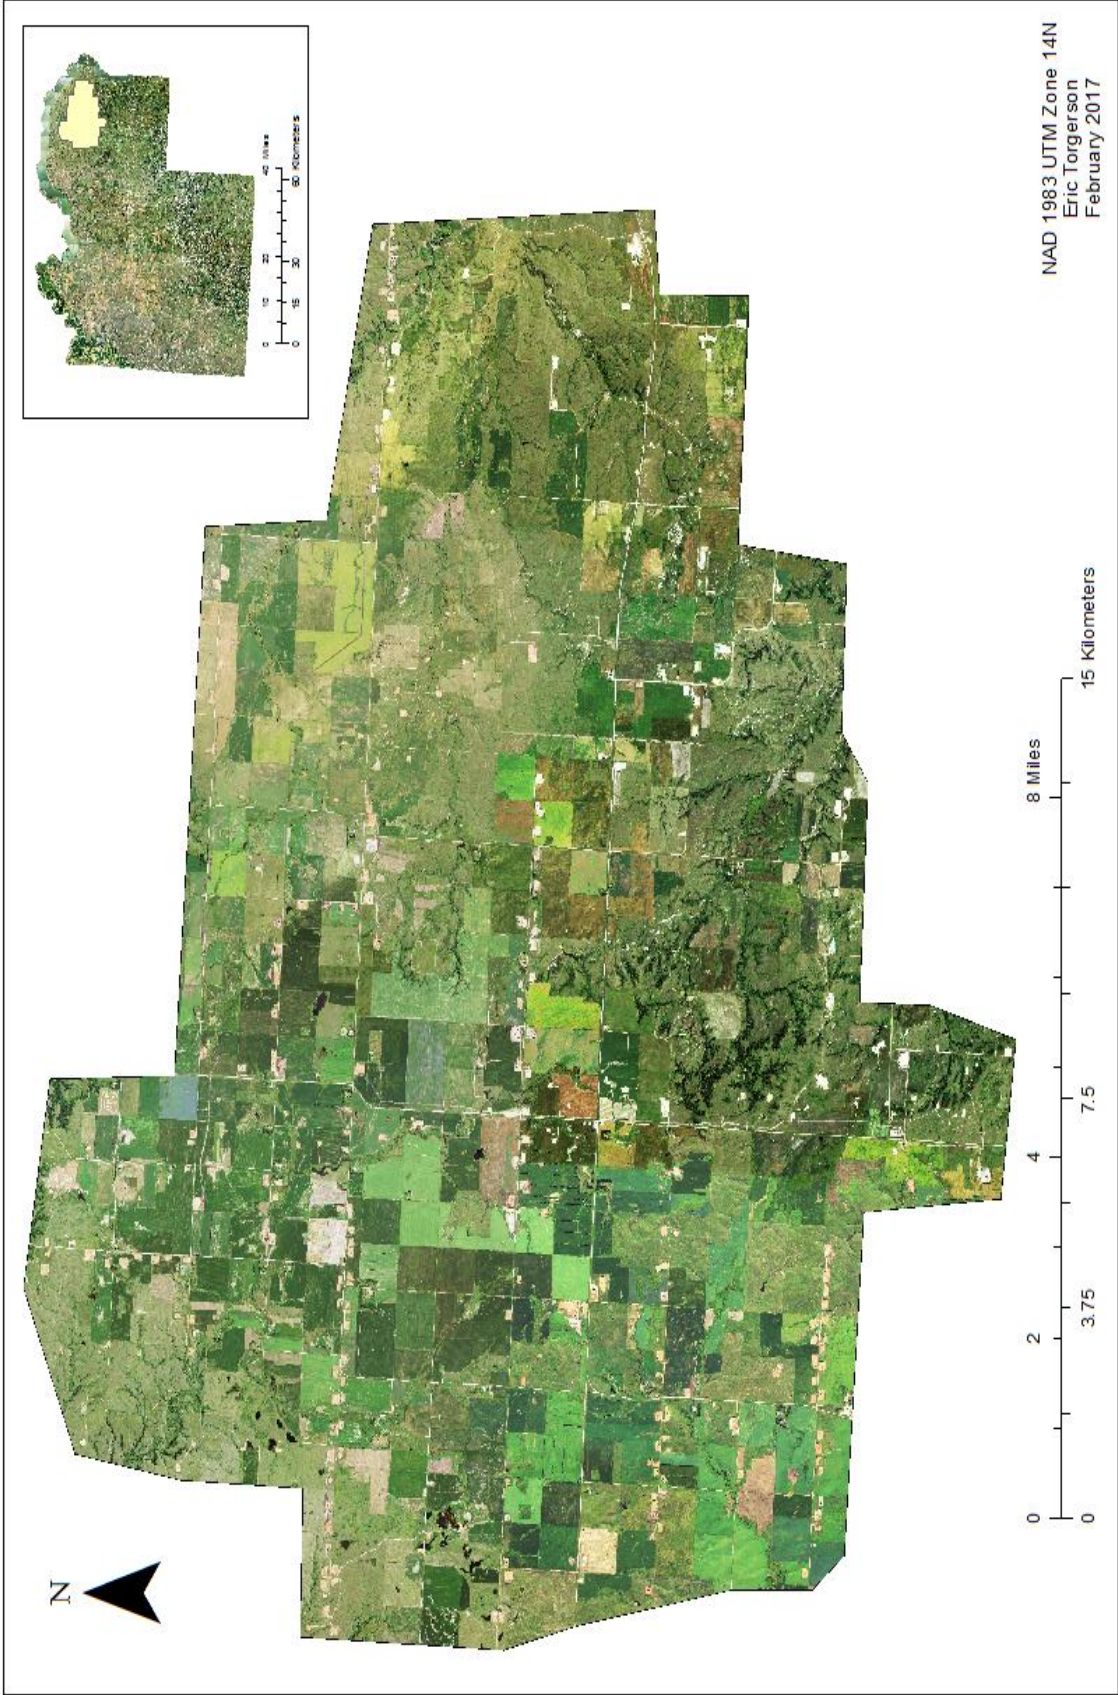 N
0 10 20 40 Miles
0 15 30 60 Kilometers
0 2 4 8 Miles
0 3.75 7.5 15 Kilometers
NAD 1983 UTM Zone 14N
Eric Torgerson
February 2017